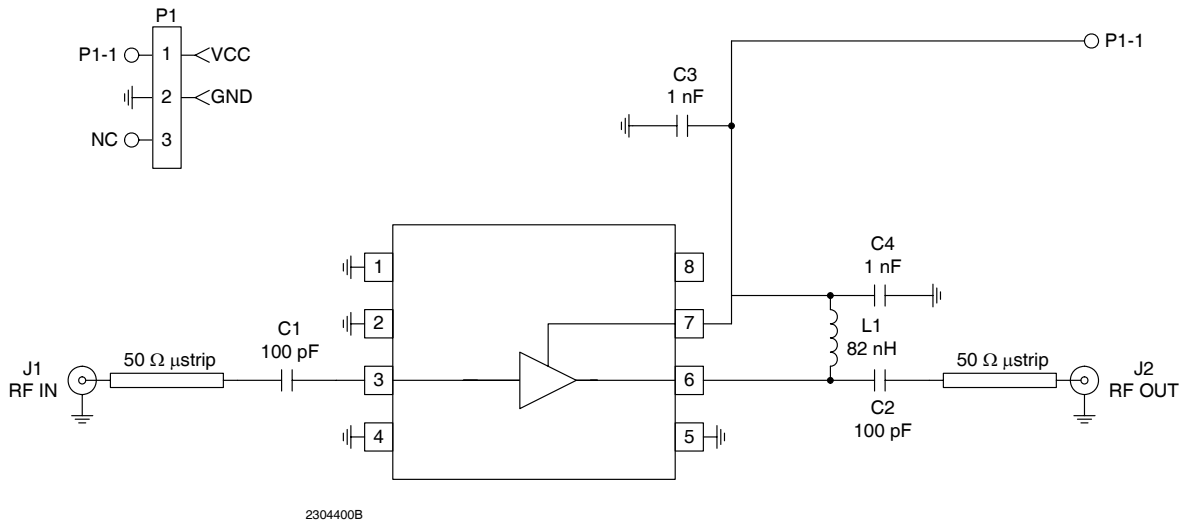 P1
P1-1
1
VCC
2
GND
NC
3
P1-1
C3
1 nF
1
8
C4
1 nF
2
7
L1
82 nH
J1
RF IN
50 Ω μstrip
C1
100 pF
3
6
C2
100 pF
50 Ω μstrip
J2
RF OUT
4
5
2304400B